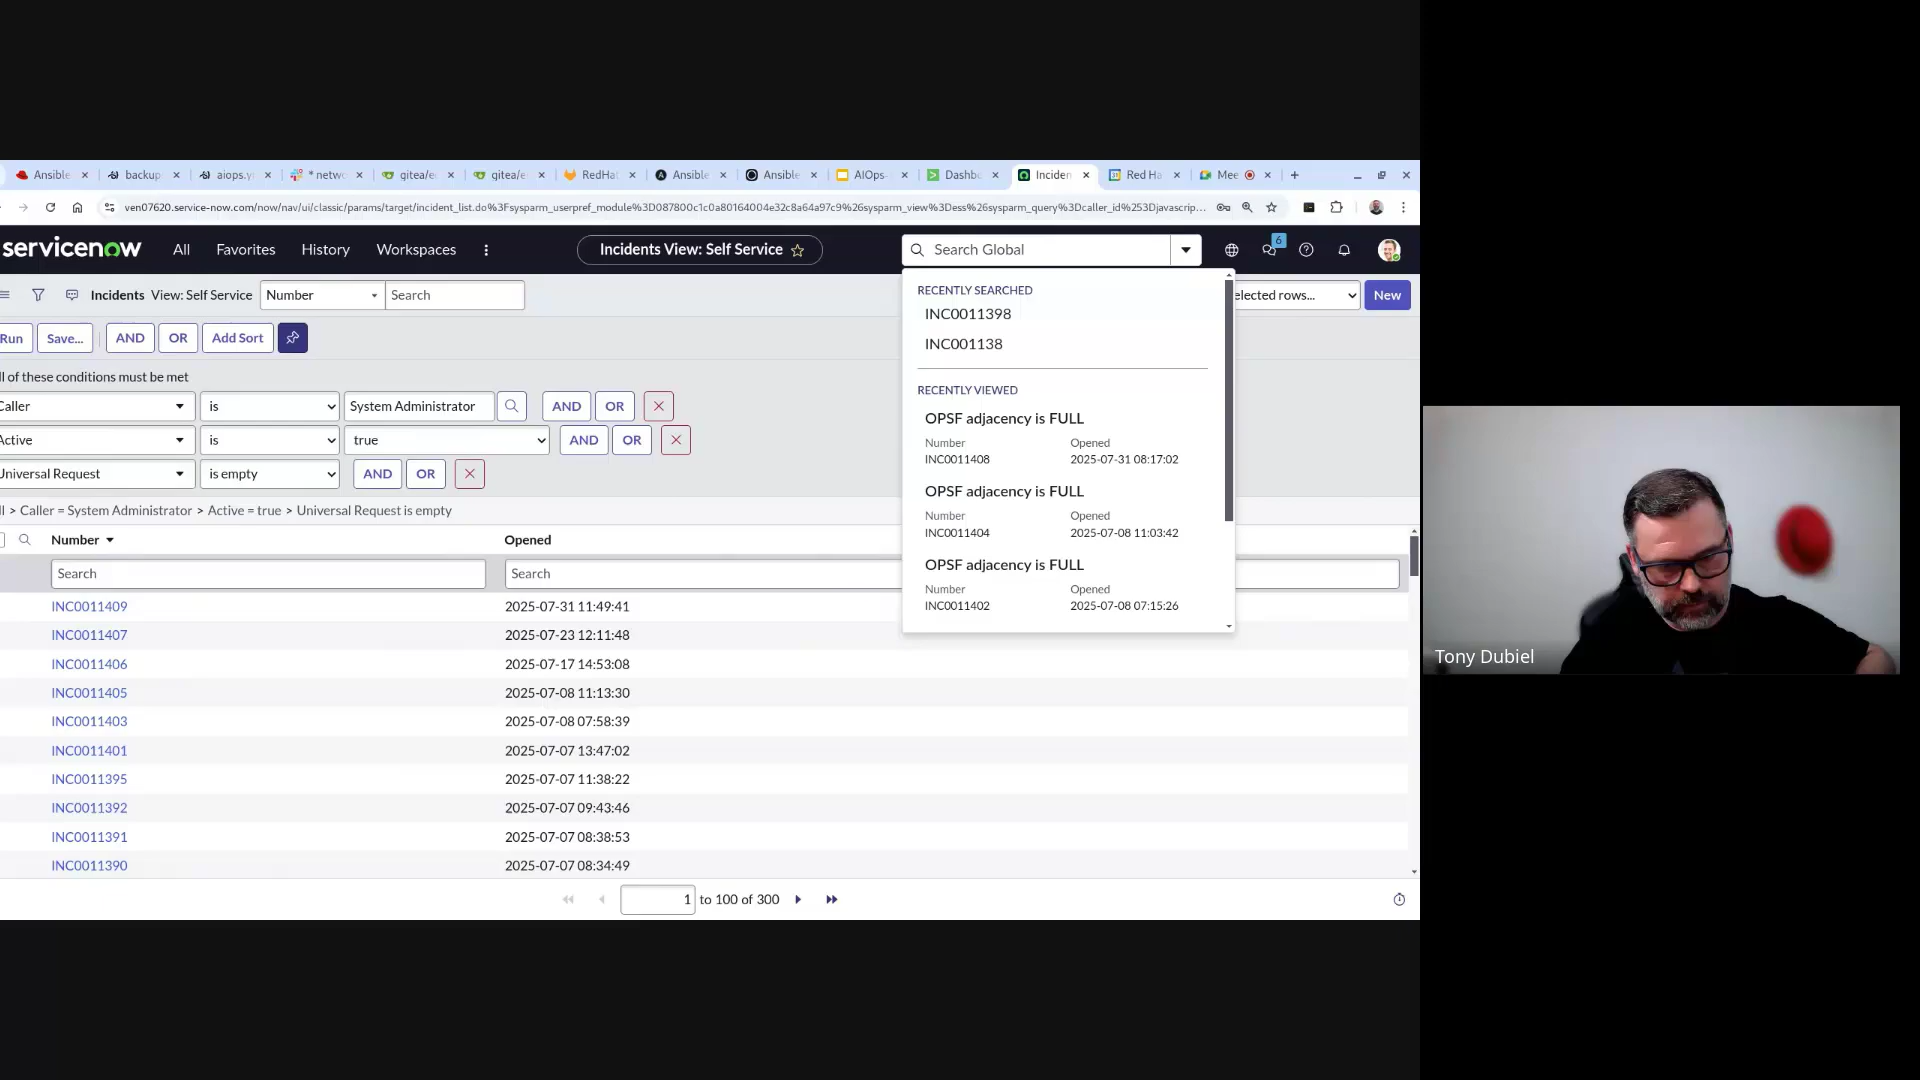 Ansible
backup
aiops.y
* netwo
gitea/e
gitea/e
RedHa
Ansible
Ansible
AIOps-
Dashbo
Inciden
Red Ha
Mee
ven07620.service-now.com/now/nav/ui/classic/params/target/incident_list.do%3Fsysparm_userpref_module%3D087800c1c0a80164004e32c8a64a97c9%26sysparm_view%3Dess%26sysparm_query%3Dcaller_id%253Djavascrip...
servicenow
All
Favorites
History
Workspaces
Incidents View: Self Service
Search Global
6
Incidents View: Self Service
Number
Search
elected rows...
New
Run
Save...
AND
OR
Add Sort
ll of these conditions must be met
Caller
is
System Administrator
AND
OR
Active
is
true
AND
OR
Universal Request
is empty
AND
OR
ll > Caller = System Administrator > Active = true > Universal Request is empty
RECENTLY SEARCHED
INC0011398
INC001138
RECENTLY VIEWED
OPSF adjacency is FULL
Number Opened
INC0011408 2025-07-31 08:17:02
OPSF adjacency is FULL
Number Opened
INC0011404 2025-07-08 11:03:42
OPSF adjacency is FULL
Number Opened
INC0011402 2025-07-08 07:15:26
Number Opened
Search Search
INC0011409 2025-07-31 11:49:41
INC0011407 2025-07-23 12:11:48
INC0011406 2025-07-17 14:53:08
INC0011405 2025-07-08 11:13:30
INC0011403 2025-07-08 07:58:39
INC0011401 2025-07-07 13:47:02
INC0011395 2025-07-07 11:38:22
INC0011392 2025-07-07 09:43:46
INC0011391 2025-07-07 08:38:53
INC0011390 2025-07-07 08:34:49
1 to 100 of 300
Tony Dubiel